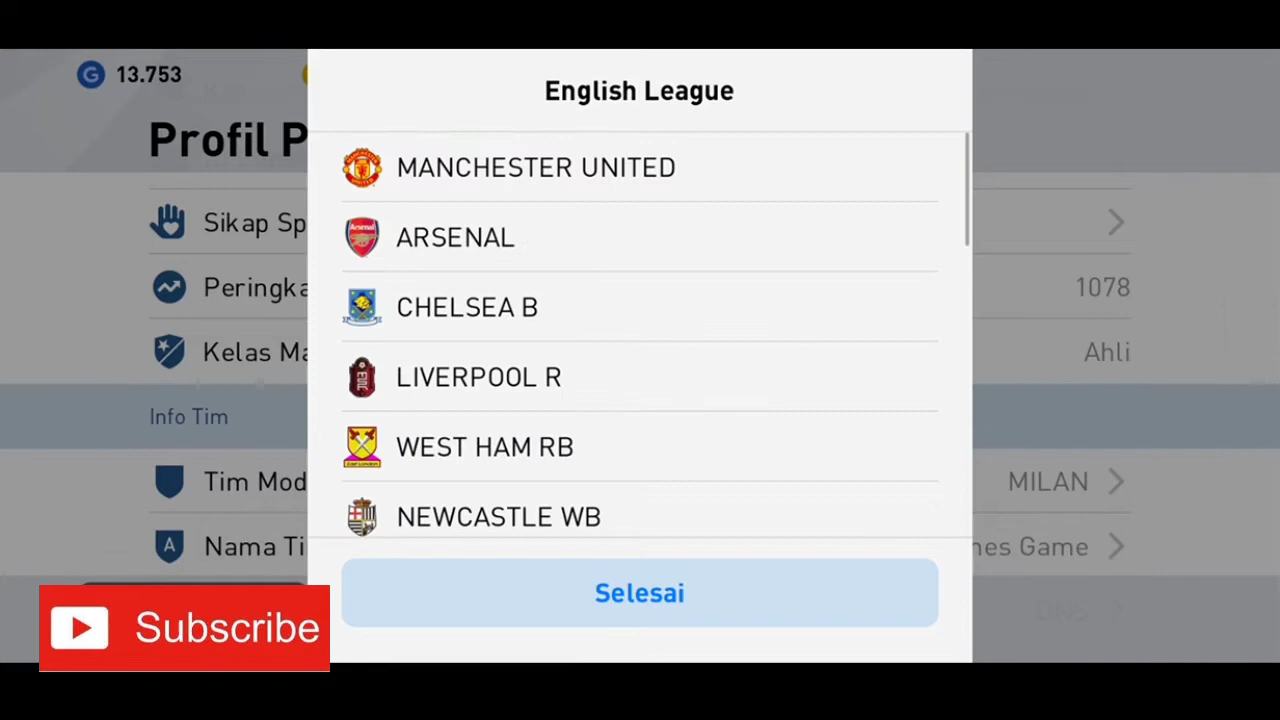 G 13.753
English League
Profil P
MANCHESTER UNITED
Sikap Sp
Arsenal
ARSENAL
Peringka
CHELSEA B
1078
Kelas Ma
LIVERPOOL R
Ahli
Info Tim
WEST HAM RB
Tim Mod
MILAN
NEWCASTLE WB
A Nama Ti
nes Game
Selesai
Subscribe